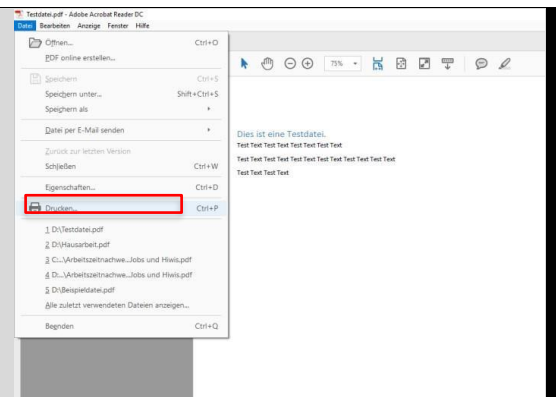 Testdatei.pdf - Adobe Acrobat Reader DC
Datei Bearbeiten Anzeige Fenster Hilfe
Öffnen... Ctrl+O
PDF online erstellen...
Speichern Ctrl+S
Speichern unter... Shift+Ctrl+S
Speichern als
Datei per E-Mail senden
Zurück zur letzten Version
Schließen Ctrl+W
Eigenschaften... Ctrl+D
Drucken... Ctrl+P
1 D:\Testdatei.pdf
2 D:\Hausarbeit.pdf
3 C:...\Arbeitszeitnachwe...Jobs und Hiwis.pdf
4 D:...\Arbeitszeitnachwe...Jobs und Hiwis.pdf
5 D:\Beispieldatei.pdf
Alle zuletzt verwendeten Dateien anzeigen...
Beenden Ctrl+Q
75%
Dies ist eine Testdatei.
Test Text Test Text Test Text Test Text
Test Text Test Text Test Text Test Text Test Text Test Text
Test Text Test Text